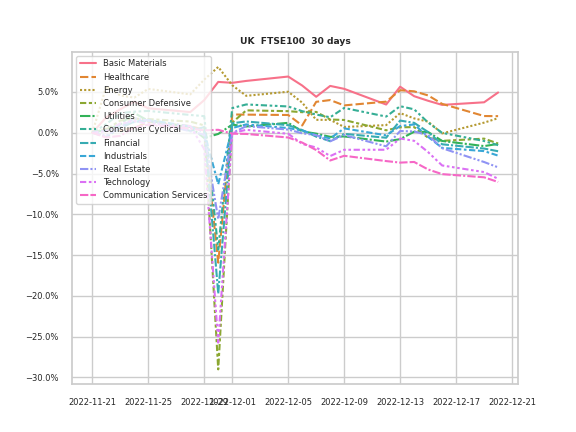 UK  FTSE100  30 days
Basic Materials
Healthcare
Energy
Consumer Defensive
Utilities
Consumer Cyclical
Financial
Industrials
Real Estate
Technology
Communication Services
5.0%
0.0%
−5.0%
−10.0%
−15.0%
−20.0%
−25.0%
−30.0%
2022-11-21 2022-11-25 2022-11-29 2022-12-01 2022-12-05 2022-12-09 2022-12-13 2022-12-17 2022-12-21